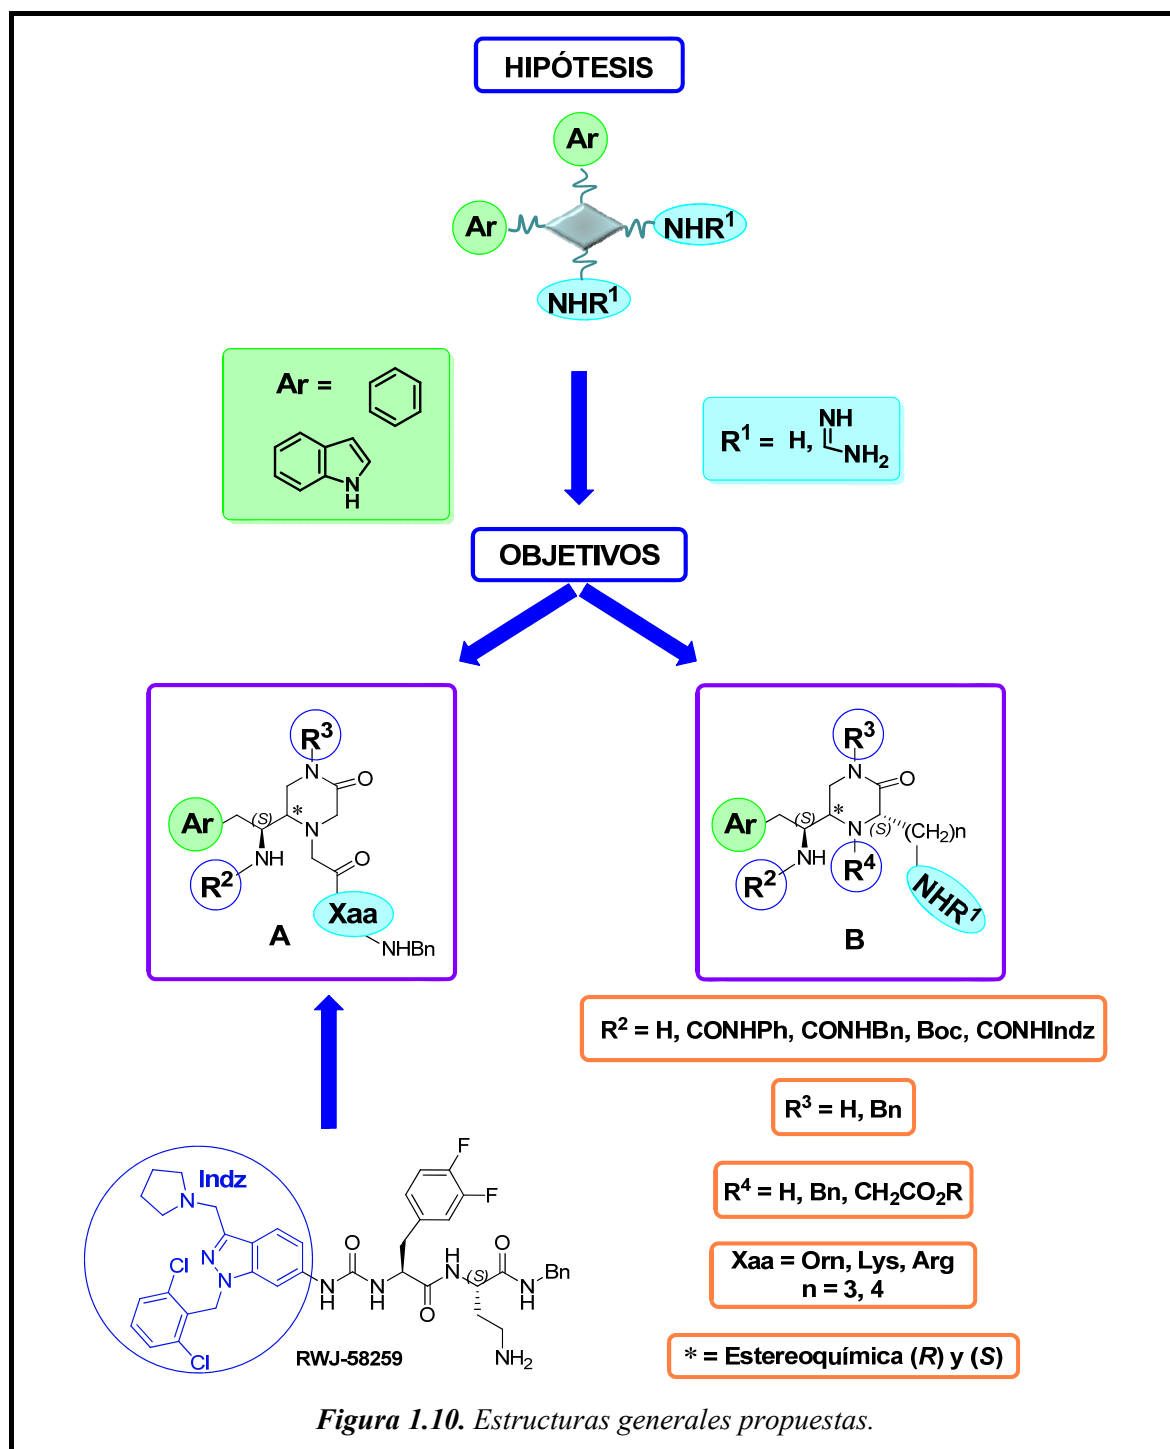 HIPÓTESIS
Ar
Ar
NHR¹
NHR¹
Ar =
N
H
R¹ = H,
NH
NH₂
OBJETIVOS
R³
N
O
Ar
(S)
*
N
NH
O
R²
Xaa
A
NHBn
R³
N
O
Ar
(S)
*
N
(S)
(CH₂)n
NH
R⁴
R²
NHR¹
B
R² = H, CONHPh, CONHBn, Boc, CONHIndz
R³ = H, Bn
R⁴ = H, Bn, CH₂CO₂R
Xaa = Orn, Lys, Arg
n = 3, 4
* = Estereoquímica (R) y (S)
Indz
N
N
N
Cl
Cl
F
F
O
N
H
N
H
O
H
N
(S)
O
N
H
Bn
NH₂
RWJ-58259
Figura 1.10. Estructuras generales propuestas.